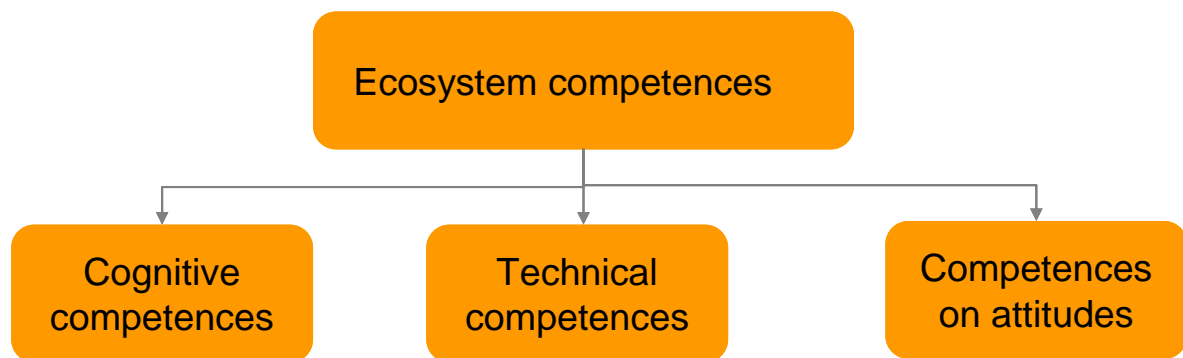 Ecosystem competences
Cognitive
competences
Technical
competences
Competences
on attitudes